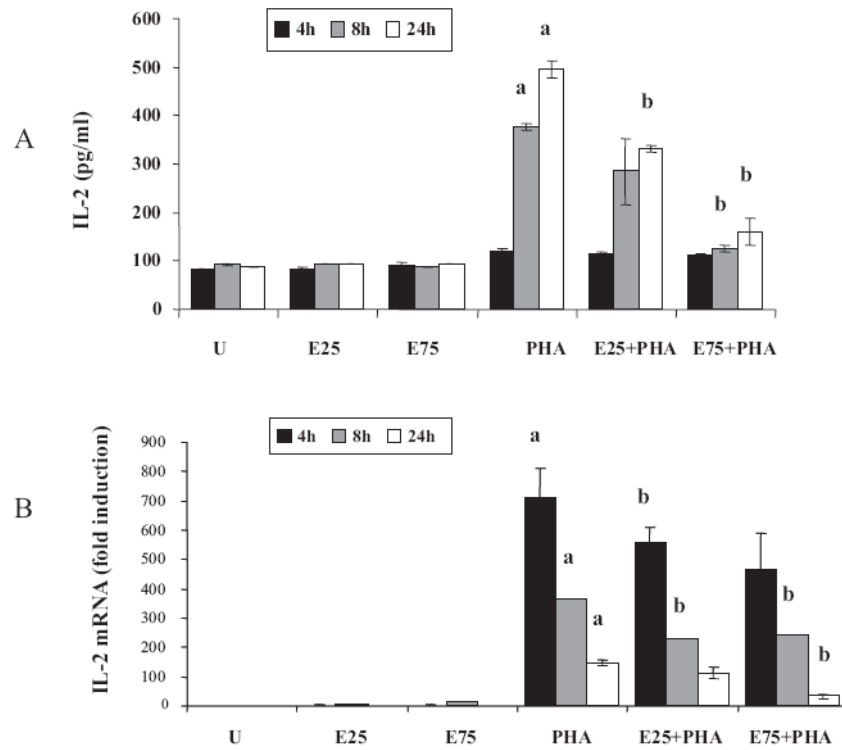 4h 8h 24h
A
IL-2 (pg/ml)
600
500
400
300
200
100
0
a
a
b
b
b
U E25 E75 PHA E25+PHA E75+PHA
4h 8h 24h
B
IL-2 mRNA (fold induction)
900
800
700
600
500
400
300
200
100
0
a
a
a
b
b
b
b
U E25 E75 PHA E25+PHA E75+PHA